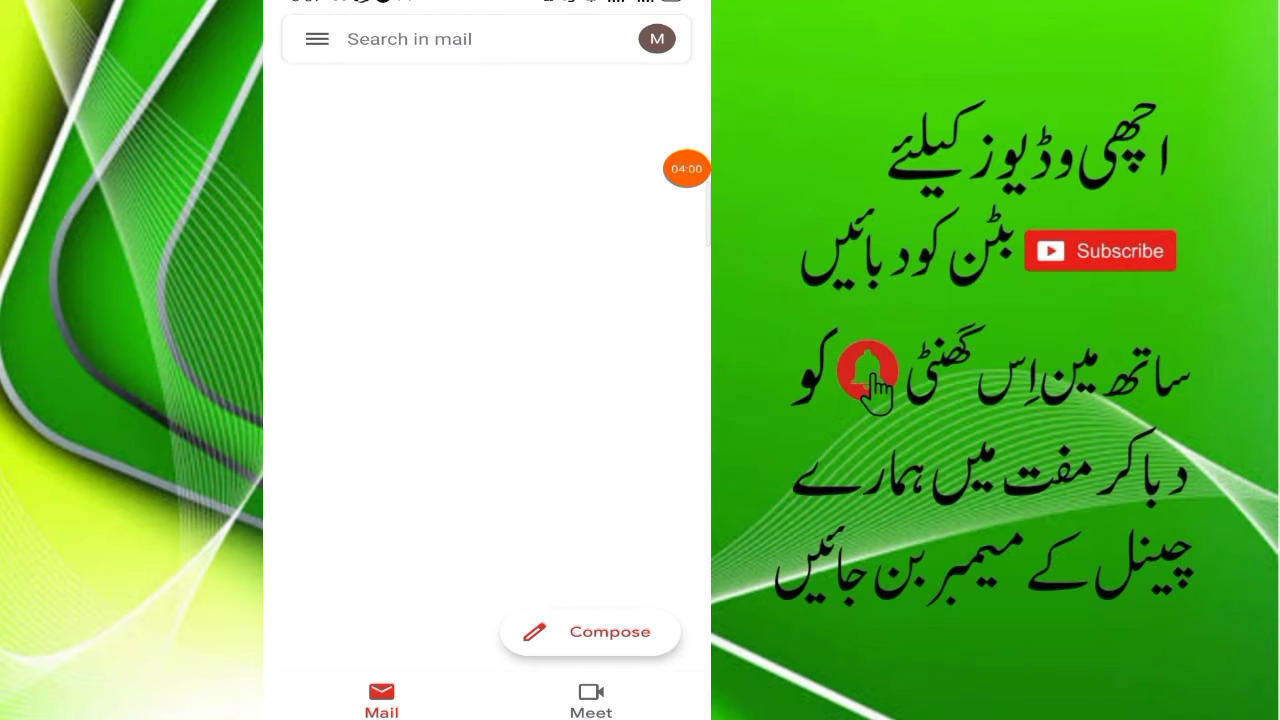 Search in mail
M
04:00
Compose
Mail
Meet
اچھی وڈیوز کیلئے
Subscribe بٹن کو دبائیں
ساتھ میں اِس گھنٹی کو
دبا کر مفت میں ہمارے
چینل کے میمبر بن جائیں